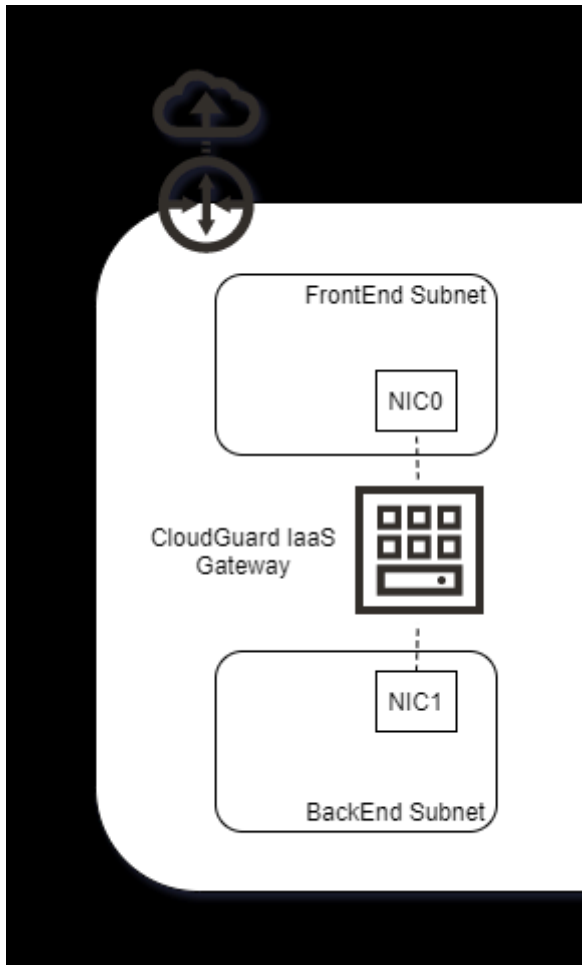 FrontEnd Subnet
NIC0
CloudGuard IaaS
Gateway
NIC1
BackEnd Subnet